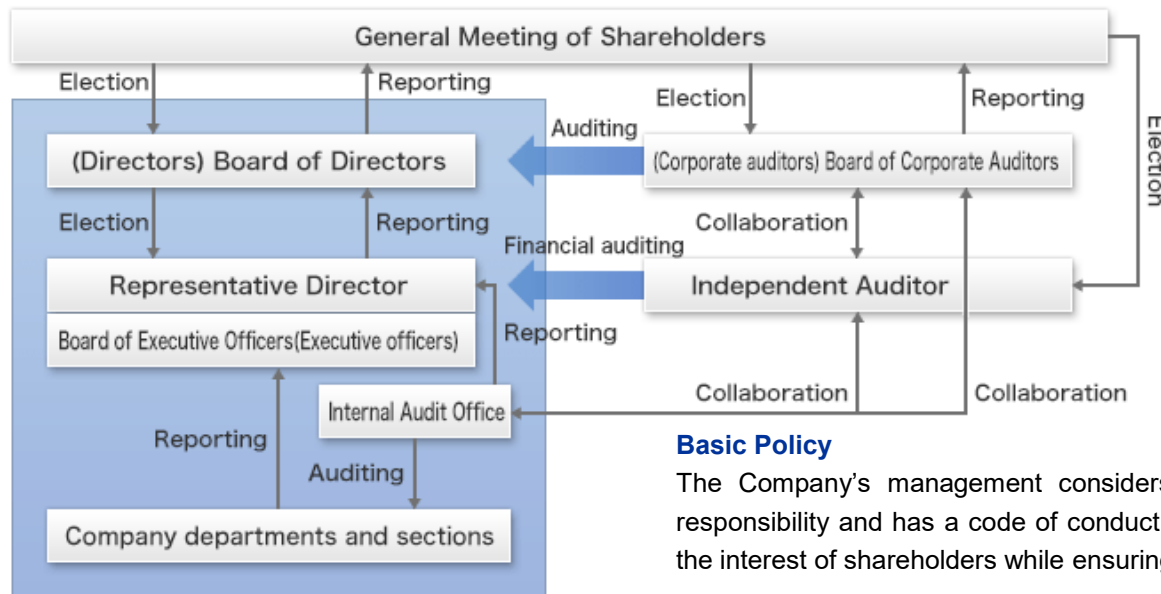 General Meeting of Shareholders
Election
Reporting
Election
Reporting
Election
Auditing
(Directors) Board of Directors
(Corporate auditors) Board of Corporate Auditors
Election
Reporting
Collaboration
Financial auditing
Representative Director
Independent Auditor
Board of Executive Officers(Executive officers)
Reporting
Internal Audit Office
Collaboration
Collaboration
Reporting
Auditing
Company departments and sections
Basic Policy
The Company’s management considers
responsibility and has a code of conduct
the interest of shareholders while ensuring